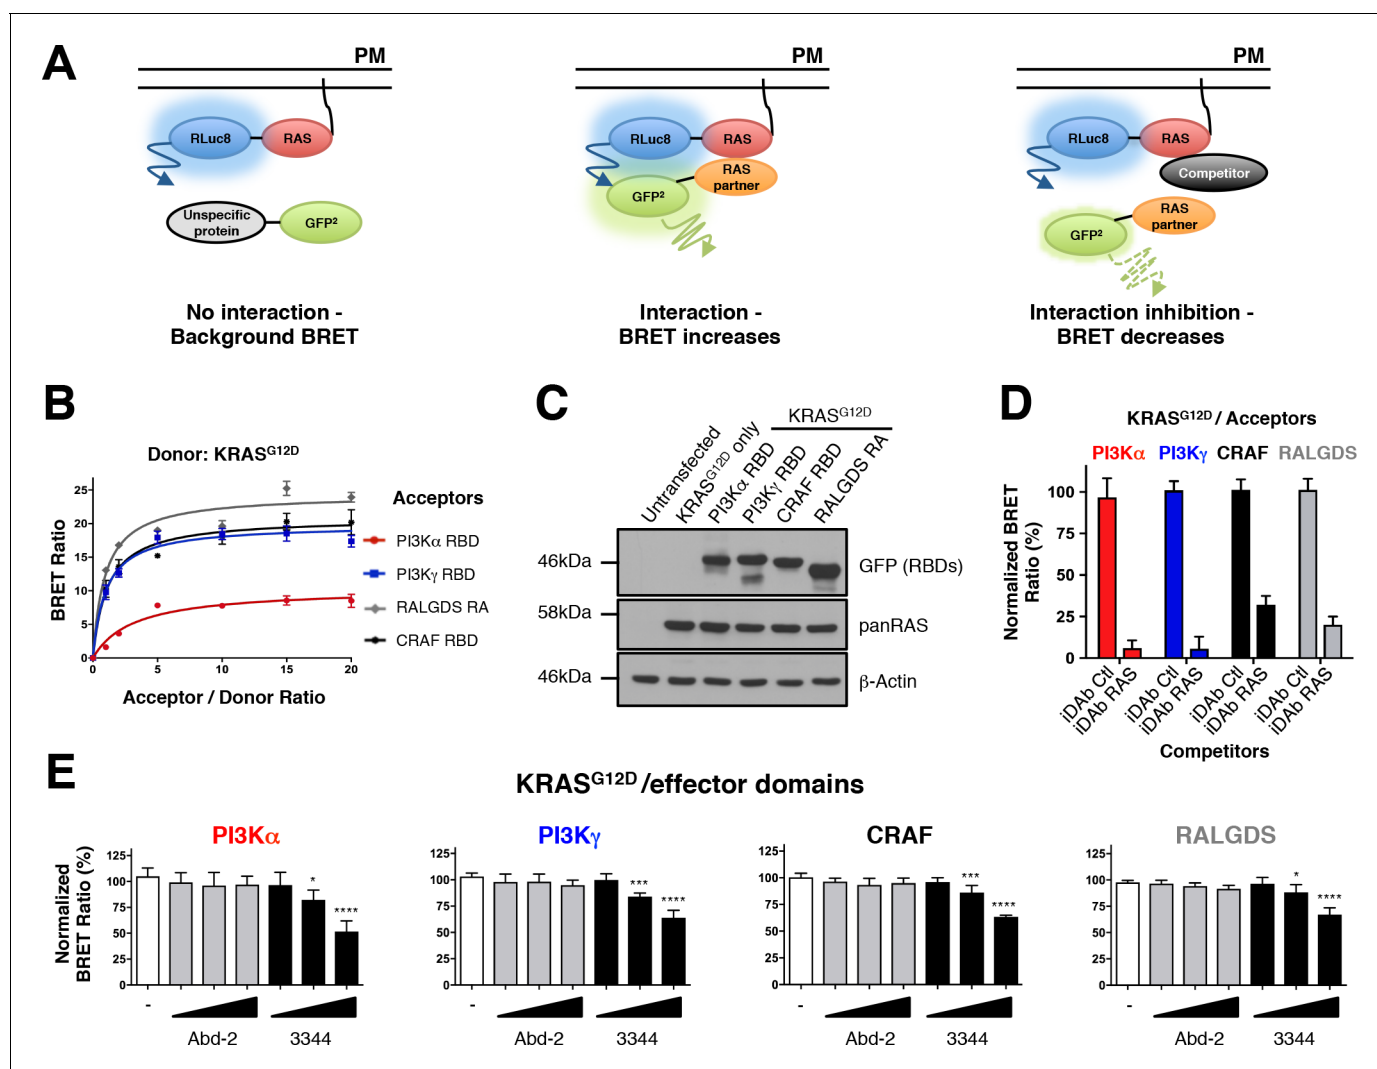 A
PM
RLuc8
RAS
Unspecific
protein
GFP²
No interaction -
Background BRET
PM
RLuc8
RAS
RAS
partner
GFP²
Interaction -
BRET increases
PM
RLuc8
RAS
Competitor
RAS
partner
GFP²
Interaction inhibition -
BRET decreases
B
Donor: KRASG12D
BRET Ratio
25
20
15
10
5
0
0
5
10
15
20
Acceptor / Donor Ratio
Acceptors
PI3Kα RBD
PI3Kγ RBD
RALGDS RA
CRAF RBD
C
KRASG12D
Untransfected
KRASG12D only
PI3Kα RBD
PI3Kγ RBD
CRAF RBD
RALGDS RA
46kDa
GFP (RBDs)
58kDa
panRAS
46kDa
β-Actin
D
KRASG12D / Acceptors
PI3Kα PI3Kγ CRAF RALGDS
Normalized BRET
Ratio (%)
100
75
50
25
0
iDAb Ctl
iDAb RAS
iDAb Ctl
iDAb RAS
iDAb Ctl
iDAb RAS
iDAb Ctl
iDAb RAS
Competitors
E
KRASG12D /effector domains
PI3Kα
Normalized
BRET Ratio (%)
125
100
75
50
25
0
*
****
-
Abd-2
3344
PI3Kγ
125
100
75
50
25
0
***
****
-
Abd-2
3344
CRAF
125
100
75
50
25
0
***
****
-
Abd-2
3344
RALGDS
125
100
75
50
25
0
*
****
-
Abd-2
3344